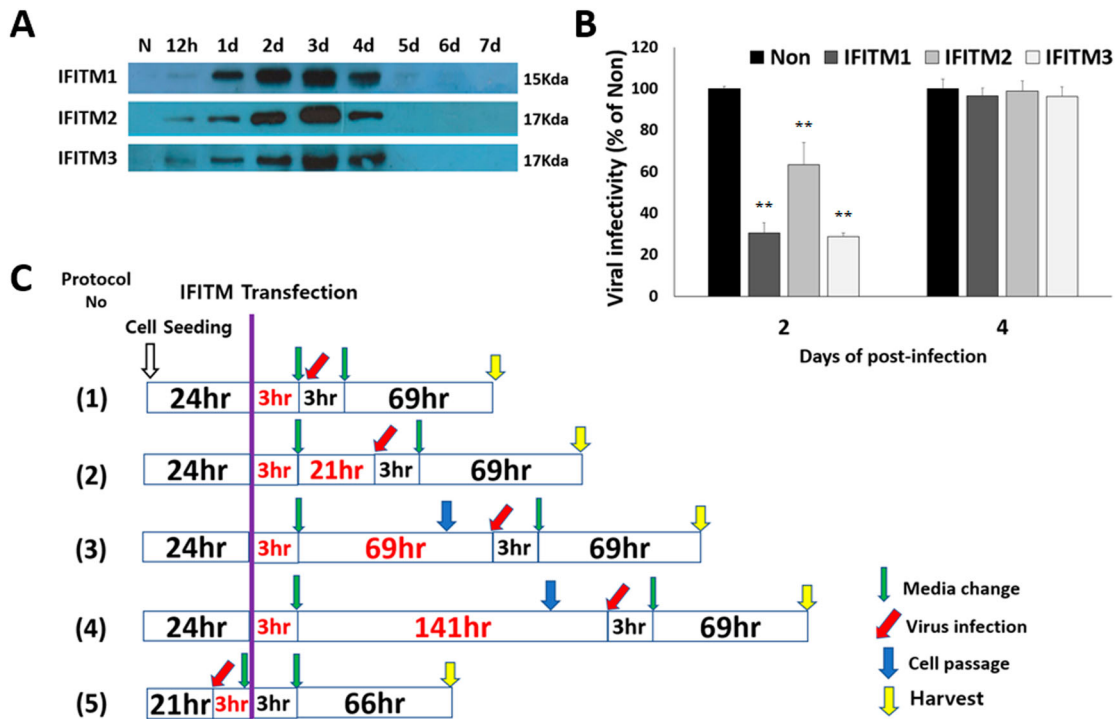 A
N 12h 1d 2d 3d 4d 5d 6d 7d
IFITM1 15Kda
IFITM2 17Kda
IFITM3 17Kda
B
Non IFITM1 IFITM2 IFITM3
Viral infectivity (% of Non)
120
100
80
60
40
20
0
** ** **
2 4
Days of post-infection
C
Protocol No
IFITM Transfection
Cell Seeding
(1) 24hr 3hr 3hr 69hr
(2) 24hr 3hr 21hr 3hr 69hr
(3) 24hr 3hr 69hr 3hr 69hr
(4) 24hr 3hr 141hr 3hr 69hr
(5) 21hr 3hr 3hr 66hr
Media change
Virus infection
Cell passage
Harvest